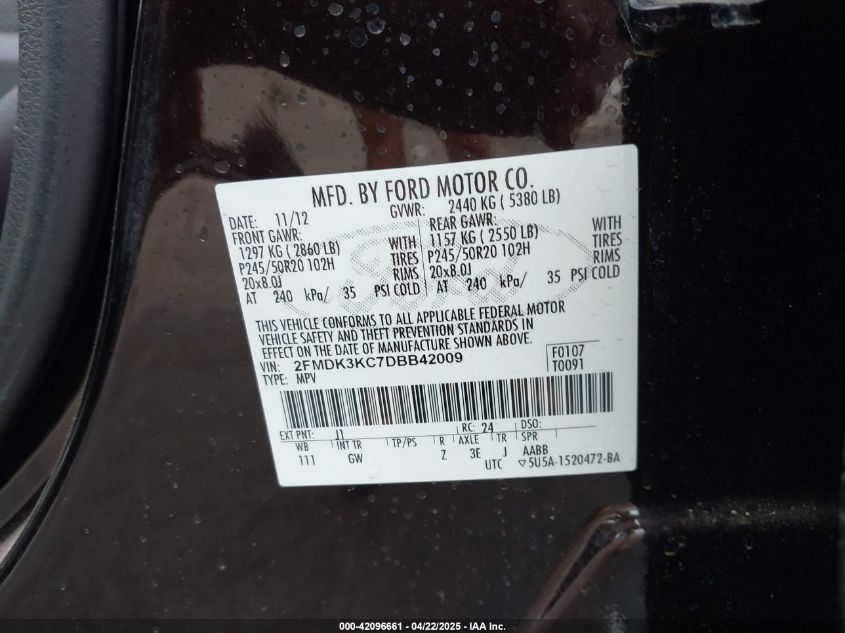 MFD. BY FORD MOTOR CO.
DATE: 11/12 GVWR: 2440 KG ( 5380 LB)
FRONT GAWR: REAR GAWR:
1297 KG ( 2860 LB) WITH 1157 KG ( 2550 LB) WITH
P245/50R20 102H TIRES P245/50R20 102H TIRES
20x8.0J RIMS 20x8.0J RIMS
AT 240 kPa/ 35 PSI COLD AT 240 kPa/ 35 PSI COLD
THIS VEHICLE CONFORMS TO ALL APPLICABLE FEDERAL MOTOR
VEHICLE SAFETY AND THEFT PREVENTION STANDARDS IN
EFFECT ON THE DATE OF MANUFACTURE SHOWN ABOVE.
VIN: 2FMDK3KC7DBB42009 F0107
TYPE: MPV T0091
EXT PNT: J1 RC: 24 DSO:
WB INT TR TP/PS R AXLE TR SPR
111 GW Z 3E J AABB
UTC ▽5U5A-1520472-BA
000-42096661 | 04/22/2025 - IAA Inc.